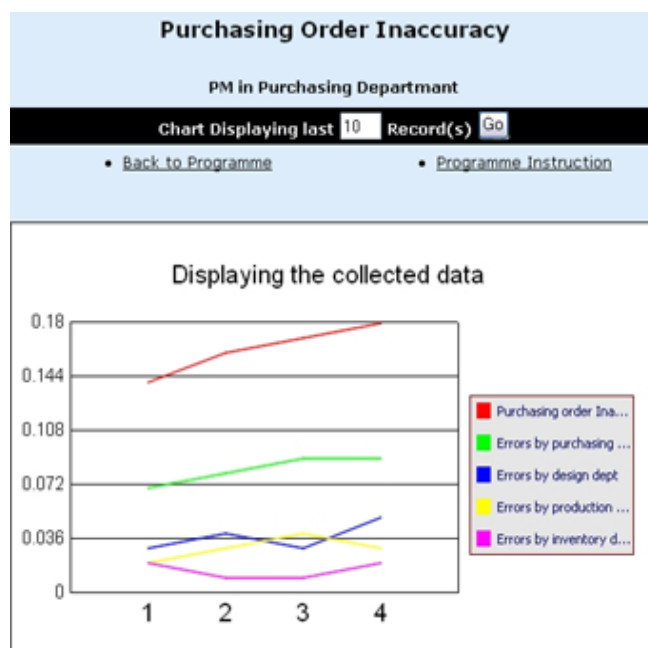 Purchasing Order Inaccuracy
PM in Purchasing Departmant
Chart Displaying last 10 Record(s) Go
• Back to Programme • Programme Instruction
Displaying the collected data
0.18
0.144
0.108
0.072
0.036
0
1 2 3 4
Purchasing order Ina...
Errors by purchasing ...
Errors by design dept
Errors by production ...
Errors by inventory d...